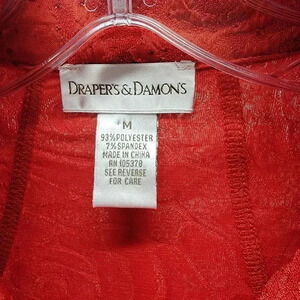 DRAPER'S & DAMON'S
M
93% POLYESTER
7% SPANDEX
MADE IN CHINA
RN 105378
SEE REVERSE
FOR CARE